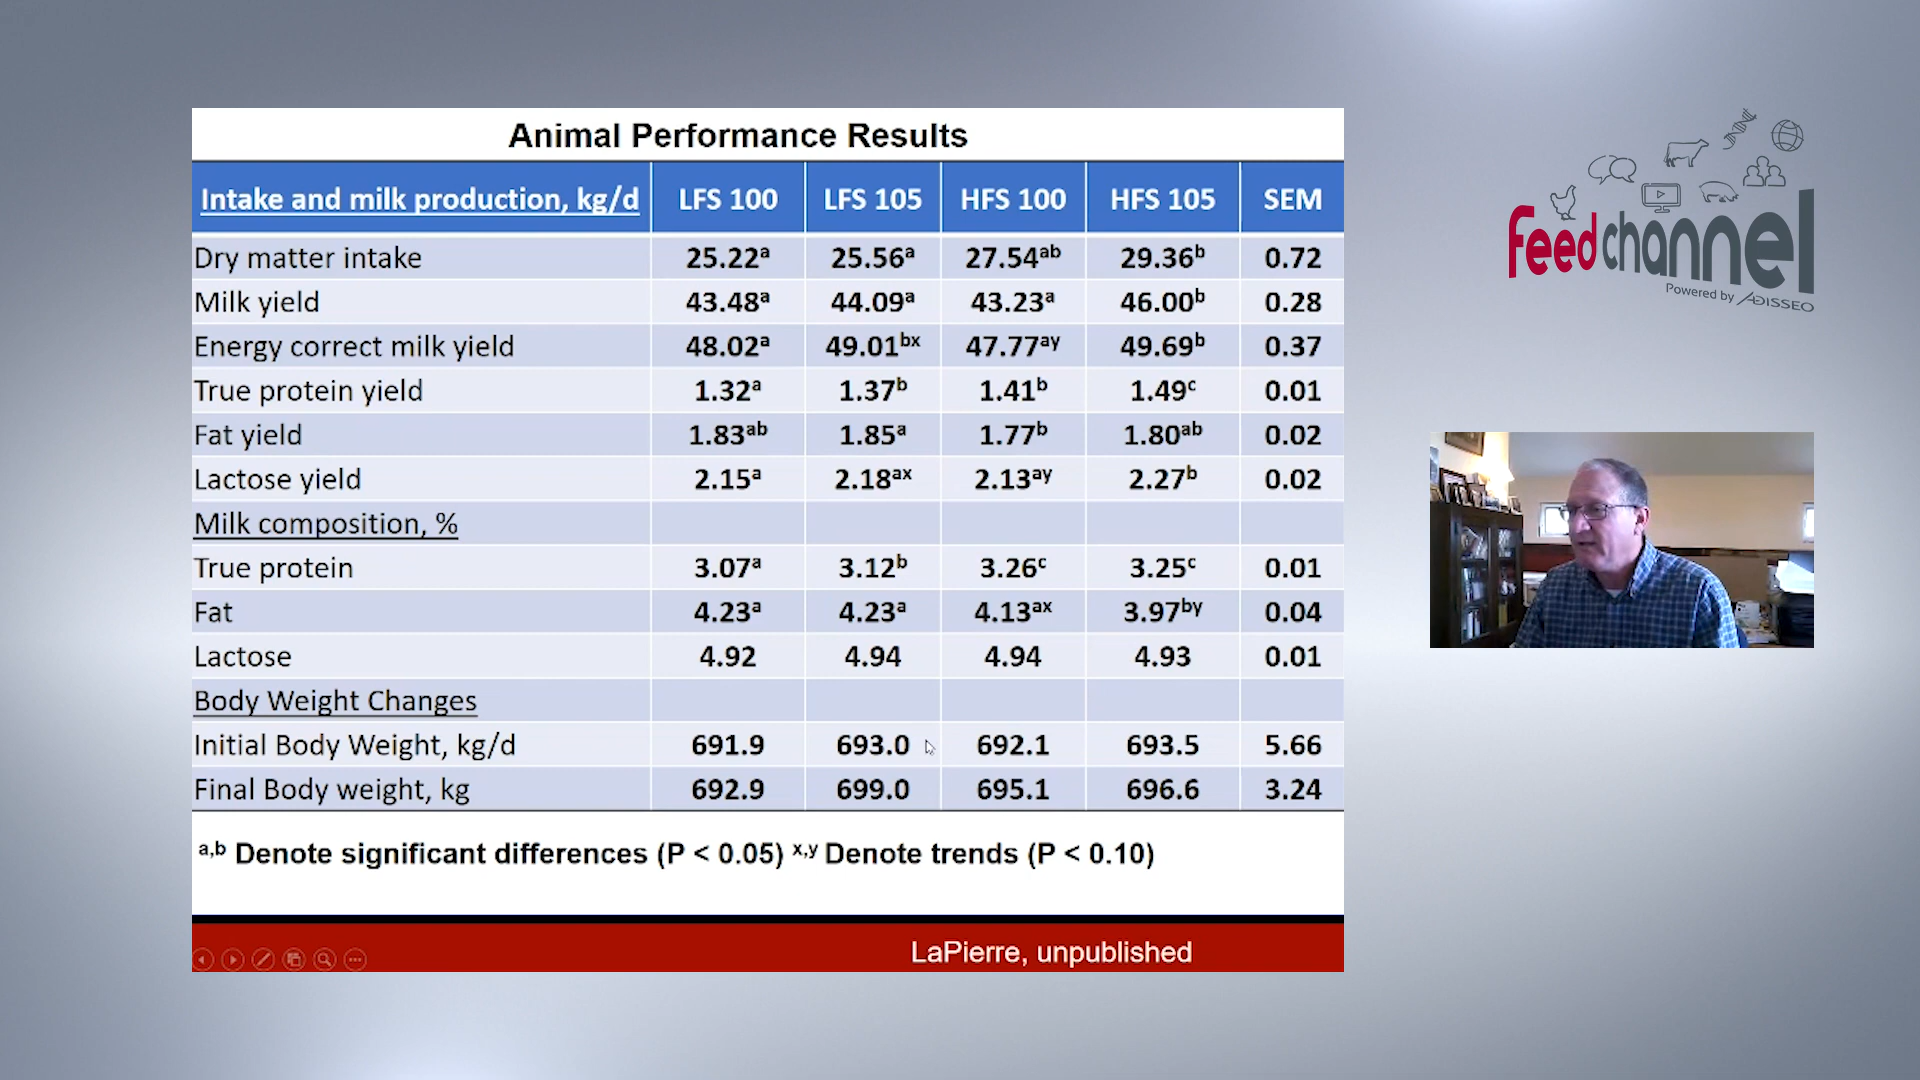 Animal Performance Results
Intake and milk production, kg/d LFS 100 LFS 105 HFS 100 HFS 105 SEM
Dry matter intake 25.22ᵃ 25.56ᵃ 27.54ᵃᵇ 29.36ᵇ 0.72
Milk yield 43.48ᵃ 44.09ᵃ 43.23ᵃ 46.00ᵇ 0.28
Energy correct milk yield 48.02ᵃ 49.01ᵇˣ 47.77ᵃʸ 49.69ᵇ 0.37
True protein yield 1.32ᵃ 1.37ᵇ 1.41ᵇ 1.49ᶜ 0.01
Fat yield 1.83ᵃᵇ 1.85ᵃ 1.77ᵇ 1.80ᵃᵇ 0.02
Lactose yield 2.15ᵃ 2.18ᵃˣ 2.13ᵃʸ 2.27ᵇ 0.02
Milk composition, %
True protein 3.07ᵃ 3.12ᵇ 3.26ᶜ 3.25ᶜ 0.01
Fat 4.23ᵃ 4.23ᵃ 4.13ᵃˣ 3.97ᵇʸ 0.04
Lactose 4.92 4.94 4.94 4.93 0.01
Body Weight Changes
Initial Body Weight, kg/d 691.9 693.0 692.1 693.5 5.66
Final Body weight, kg 692.9 699.0 695.1 696.6 3.24
ᵃ,ᵇ Denote significant differences (P < 0.05) ˣ,ʸ Denote trends (P < 0.10)
LaPierre, unpublished
feedchannel
Powered by ADISSEO